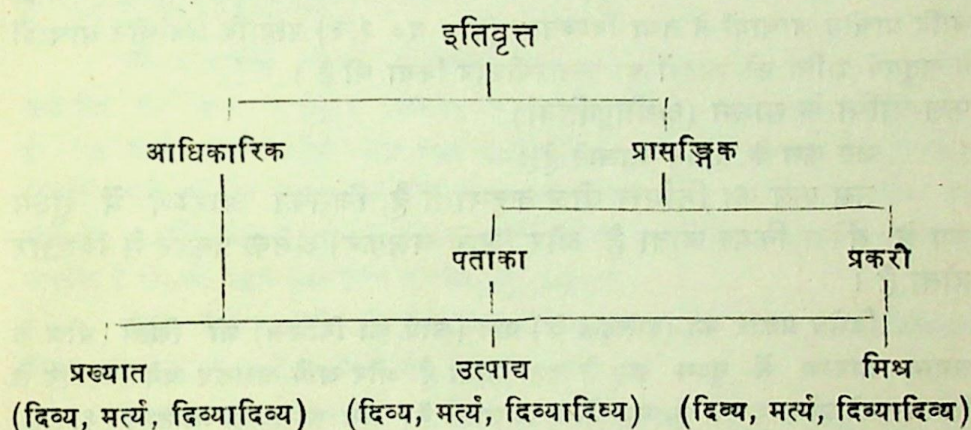 इतिवृत्त
आधिकारिक प्रासङ्गिक
पताका प्रकरी
प्रख्यात उत्पाद्य मिश्र
(दिव्य, मर्त्य, दिव्यादिव्य) (दिव्य, मर्त्य, दिव्यादिव्य) (दिव्य, मर्त्य, दिव्यादिव्य)